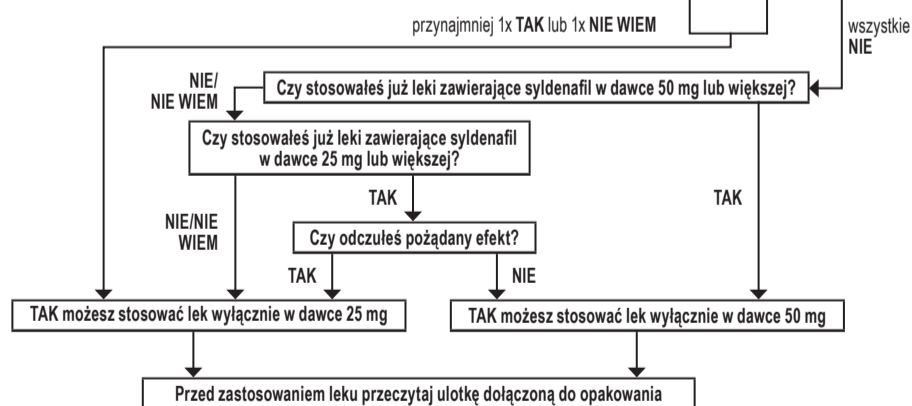 przynajmniej 1x TAK lub 1x NIE WIEM
wszystkie
NIE
NIE/
NIE WIEM
Czy stosowałeś już leki zawierające syldenafil w dawce 50 mg lub większej?
Czy stosowałeś już leki zawierające syldenafil
w dawce 25 mg lub większej?
TAK
TAK
NIE/NIE
WIEM
Czy odczułeś pożądany efekt?
TAK
NIE
TAK możesz stosować lek wyłącznie w dawce 25 mg
TAK możesz stosować lek wyłącznie w dawce 50 mg
Przed zastosowaniem leku przeczytaj ulotkę dołączoną do opakowania